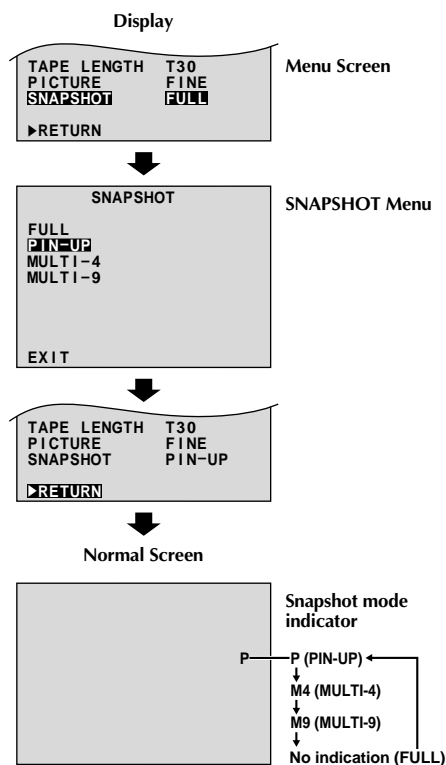 Display
TAPE LENGTH T30
PICTURE FINE
SNAPSHOT FULL
►RETURN
Menu Screen
SNAPSHOT
FULL
PIN-UP
MULTI-4
MULTI-9
EXIT
SNAPSHOT Menu
TAPE LENGTH T30
PICTURE FINE
SNAPSHOT PIN-UP
►RETURN
Normal Screen
Snapshot mode
indicator
P P (PIN-UP)
M4 (MULTI-4)
M9 (MULTI-9)
No indication (FULL)